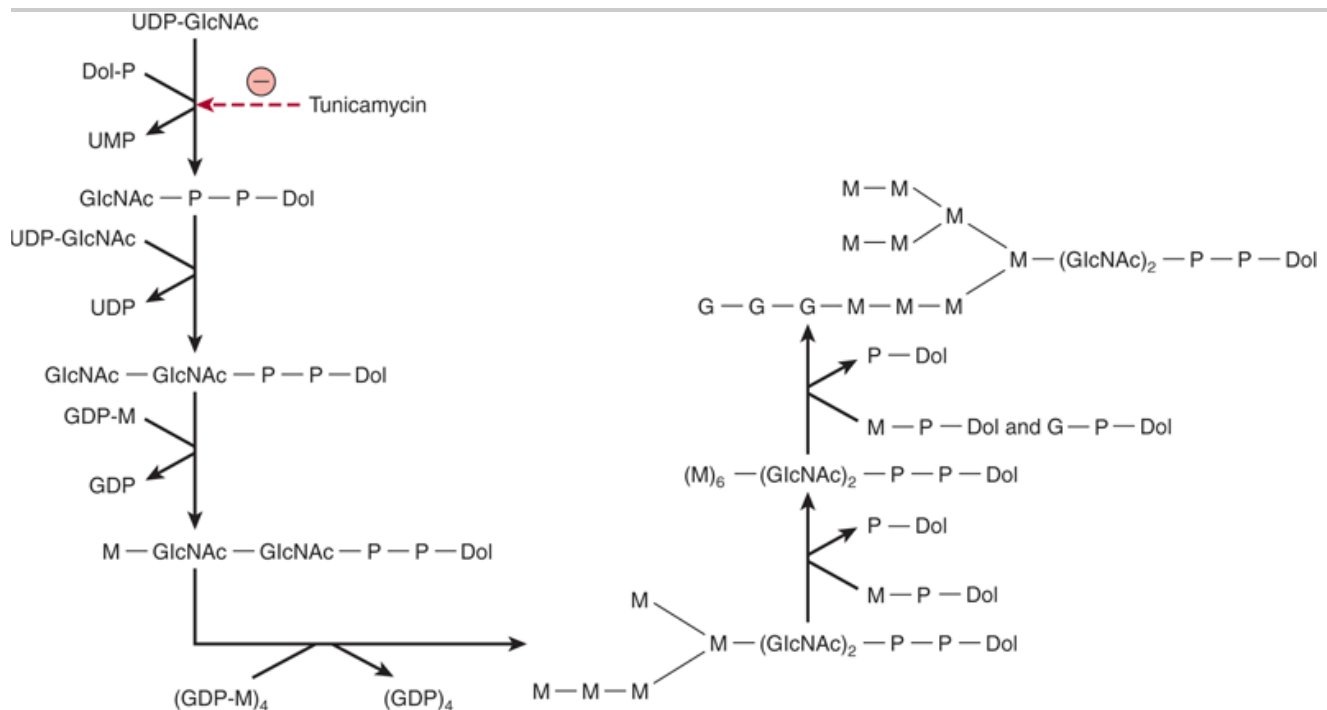 UDP-GlcNAc
Dol-P
Tunicamycin
UMP
GlcNAc — P — P — Dol
UDP-GlcNAc
UDP
GlcNAc — GlcNAc — P — P — Dol
GDP-M
GDP
M — GlcNAc — GlcNAc — P — P — Dol
(GDP-M)₄
(GDP)₄
M
M — (GlcNAc)₂ — P — P — Dol
M — M — M
P — Dol
M — P — Dol
(M)₆ — (GlcNAc)₂ — P — P — Dol
P — Dol
M — P — Dol and G — P — Dol
M — M
M
M — M
M — (GlcNAc)₂ — P — P — Dol
G — G — G — M — M — M